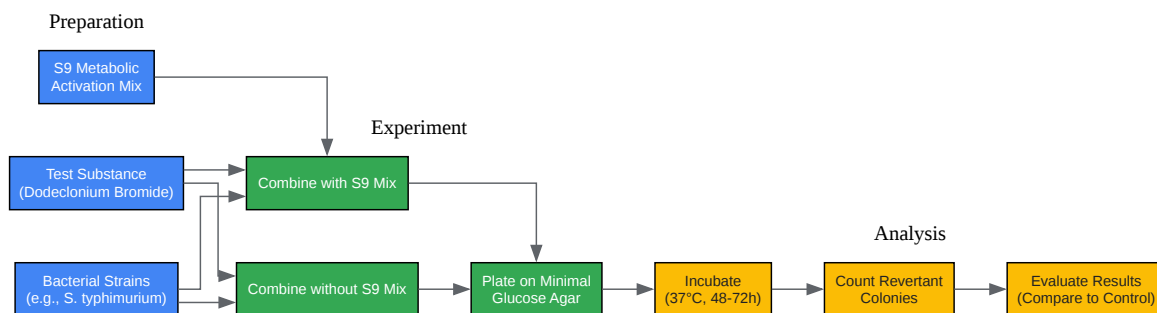 Preparation
S9 Metabolic
Activation Mix
Experiment
Test Substance
(Dodeclonium Bromide)
Combine with S9 Mix
Analysis
Bacterial Strains
(e.g., S. typhimurium)
Combine without S9 Mix
Plate on Minimal
Glucose Agar
Incubate
(37°C, 48-72h)
Count Revertant
Colonies
Evaluate Results
(Compare to Control)